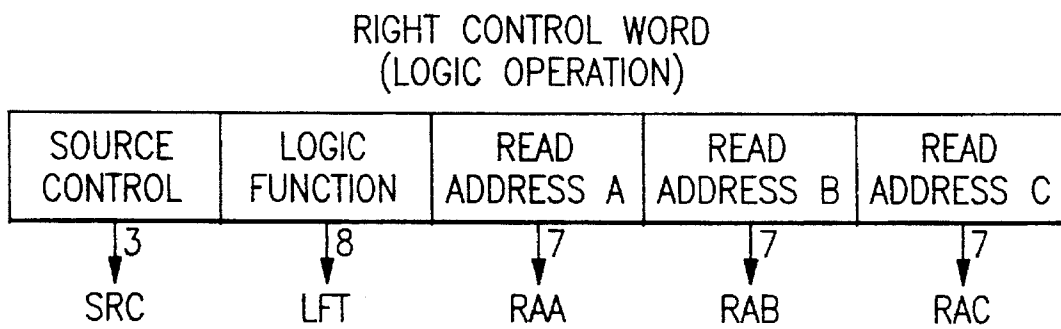 RIGHT CONTROL WORD
(LOGIC OPERATION)
SOURCE CONTROL
LOGIC FUNCTION
READ ADDRESS A
READ ADDRESS B
READ ADDRESS C
3 8 7 7 7
SRC LFT RAA RAB RAC